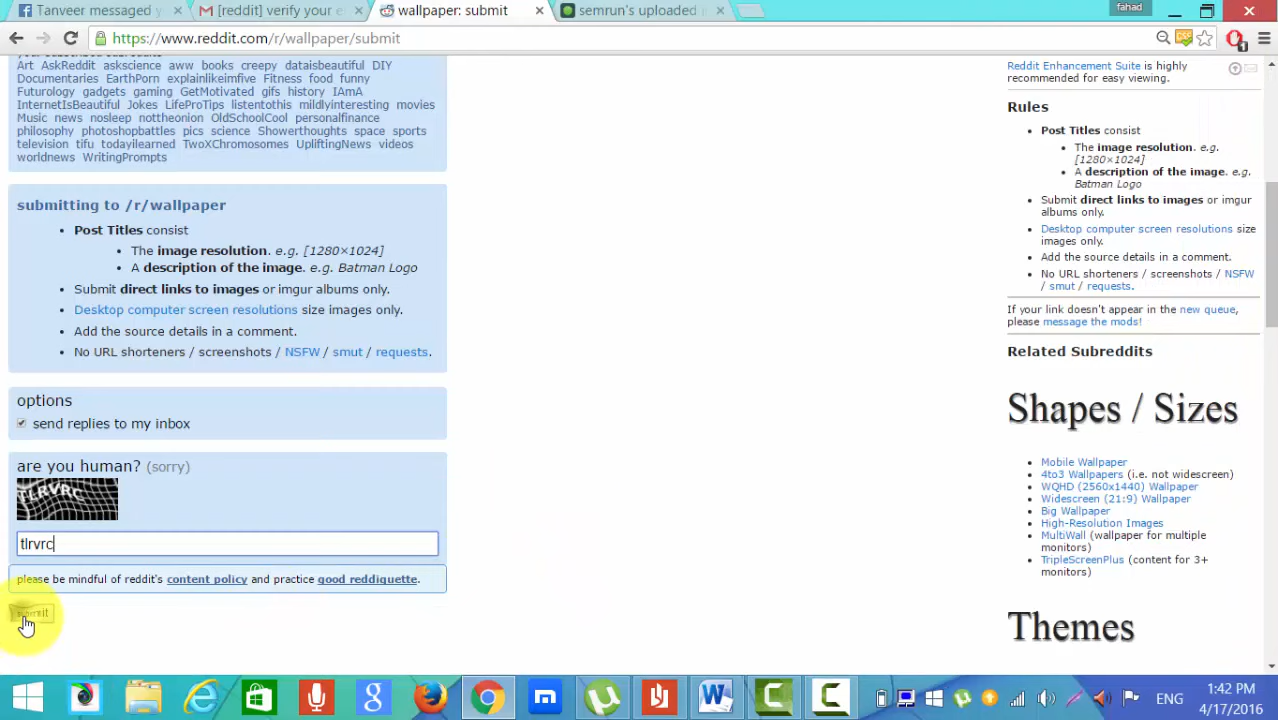 Tanveer messaged y
[reddit] verify your e
wallpaper: submit
semrun's uploaded i
fahad
https://www.reddit.com/r/wallpaper/submit
Art AskReddit askscience aww books creepy dataisbeautiful DIY
Documentaries EarthPorn explainlikeimfive Fitness food funny
Futurology gadgets gaming GetMotivated gifs history IAmA
InternetIsBeautiful Jokes LifeProTips listentothis mildlyinteresting movies
Music news nosleep nottheonion OldSchoolCool personalfinance
philosophy photoshopbattles pics science Showerthoughts space sports
television tifu todayilearned TwoXChromosomes UpliftingNews videos
worldnews WritingPrompts
submitting to /r/wallpaper
Post Titles consist
The image resolution. e.g. [1280×1024]
A description of the image. e.g. Batman Logo
Submit direct links to images or imgur albums only.
Desktop computer screen resolutions size images only.
Add the source details in a comment.
No URL shorteners / screenshots / NSFW / smut / requests.
options
send replies to my inbox
are you human? (sorry)
TLRVRC
tlrvrc
please be mindful of reddit's content policy and practice good reddiquette.
submit
Reddit Enhancement Suite is highly
recommended for easy viewing.
Rules
Post Titles consist
The image resolution. e.g.
[1280×1024]
A description of the image. e.g.
Batman Logo
Submit direct links to images or imgur
albums only.
Desktop computer screen resolutions size
images only.
Add the source details in a comment.
No URL shorteners / screenshots / NSFW
/ smut / requests.
If your link doesn't appear in the new queue,
please message the mods!
Related Subreddits
Shapes / Sizes
Mobile Wallpaper
4to3 Wallpapers (i.e. not widescreen)
WQHD (2560x1440) Wallpaper
Widescreen (21:9) Wallpaper
Big Wallpaper
High-Resolution Images
MultiWall (wallpaper for multiple
monitors)
TripleScreenPlus (content for 3+
monitors)
Themes
ENG
1:42 PM
4/17/2016